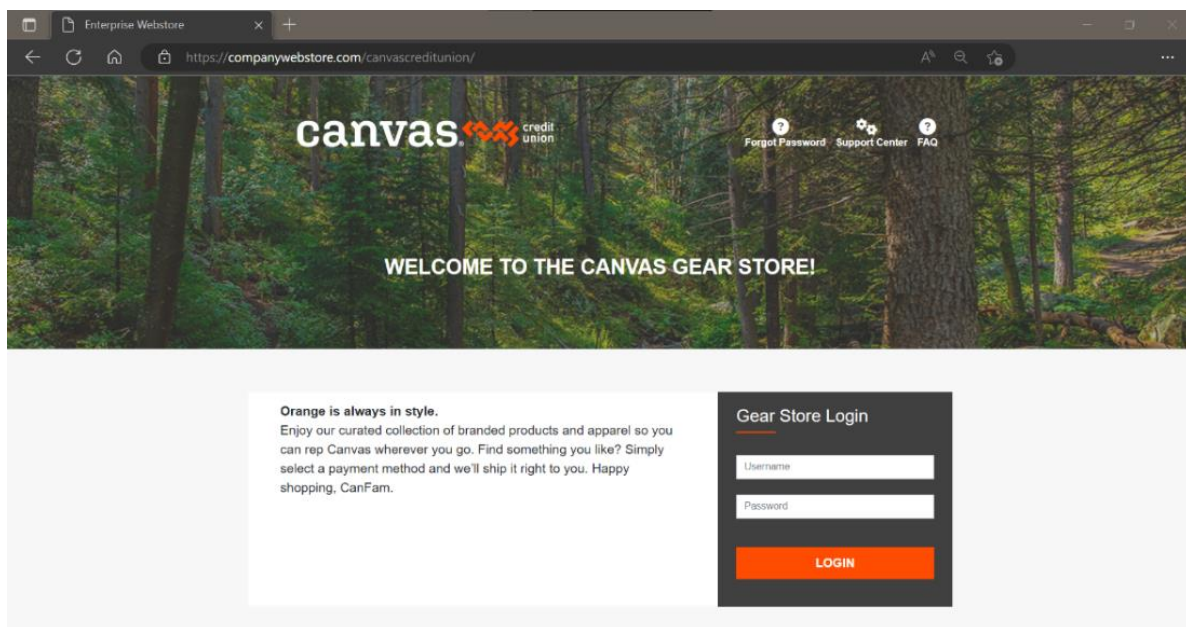 Enterprise Webstore
https://companywebstore.com/canvascreditunion/
canvas. credit union
Forgot Password Support Center FAQ
WELCOME TO THE CANVAS GEAR STORE!
Orange is always in style.
Enjoy our curated collection of branded products and apparel so you
can rep Canvas wherever you go. Find something you like? Simply
select a payment method and we'll ship it right to you. Happy
shopping, CanFam.
Gear Store Login
Username
Password
LOGIN